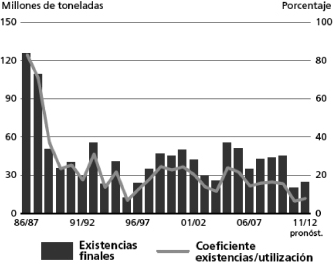 Millones de toneladas Porcentaje
150 100
120 80
90 60
60 40
30 20
0 0
86/87 91/92 96/97 01/02 06/07 11/12
pronóst.
Existencias finales
Coeficiente existencias/utilización